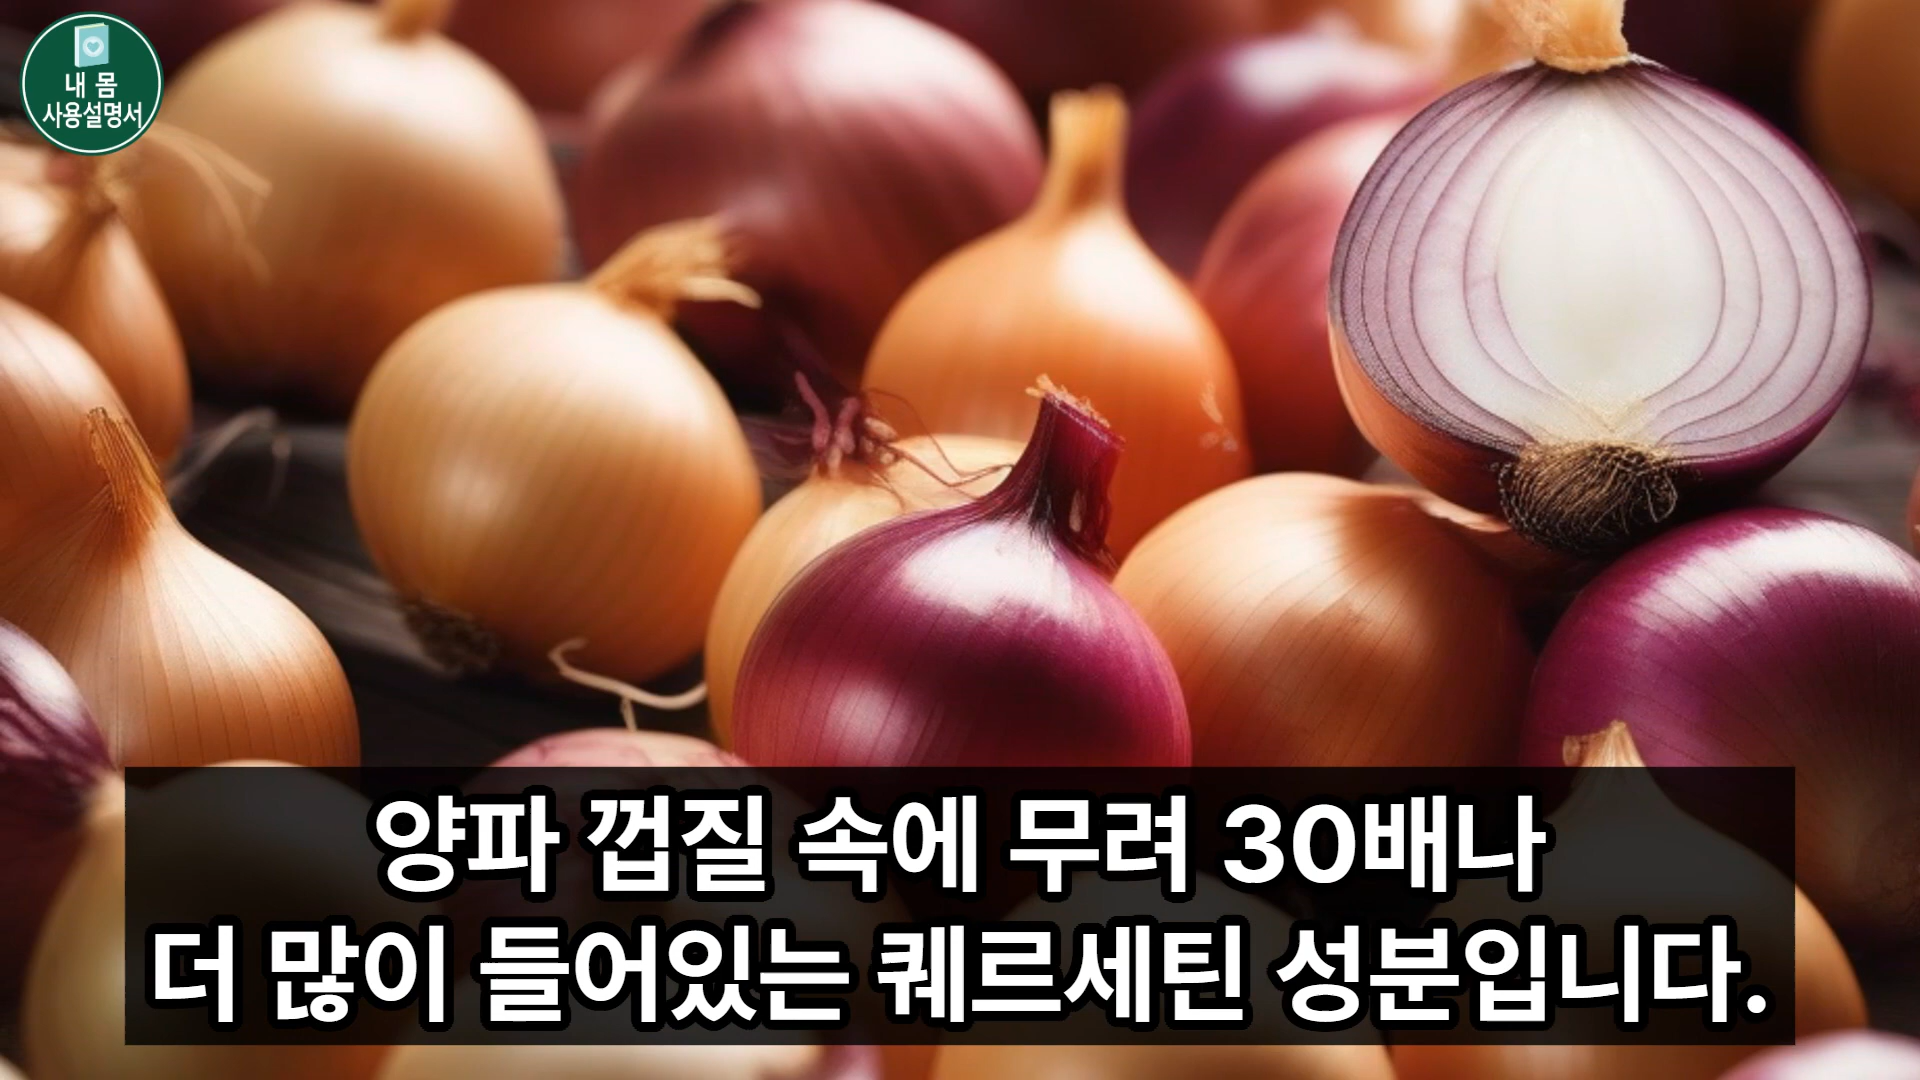 내 몸
사용설명서
양파 껍질 속에 무려 30배나
더 많이 들어있는 퀘르세틴 성분입니다.